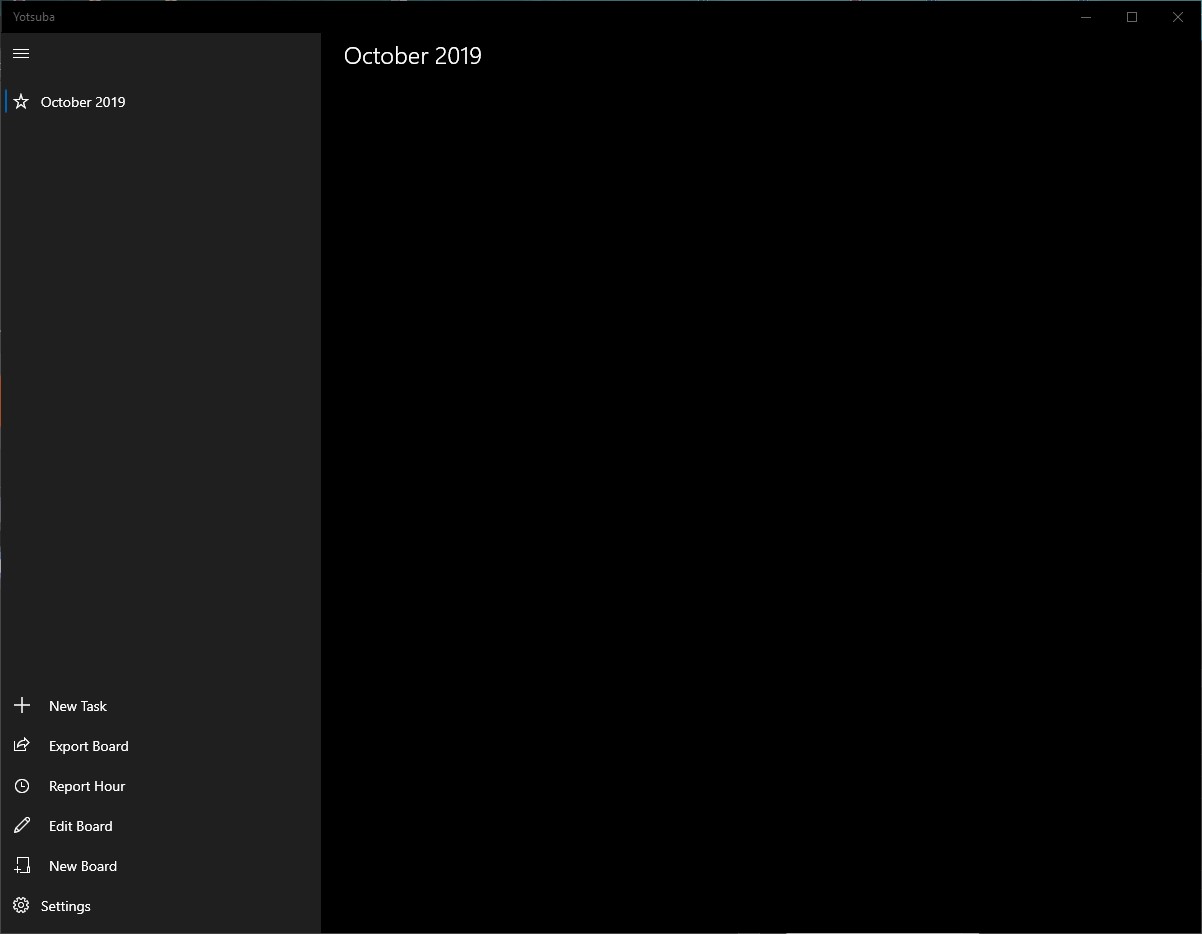 Yotsuba
October 2019
October 2019
New Task
Export Board
Report Hour
Edit Board
New Board
Settings